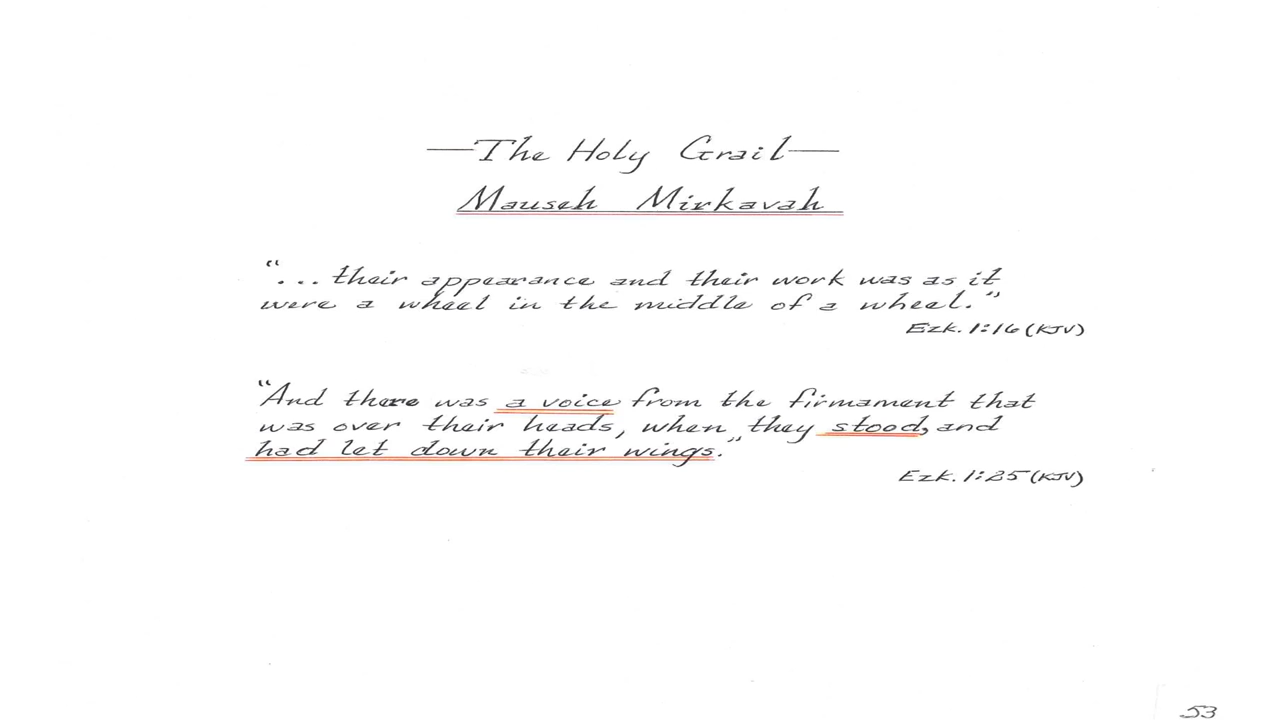 —The Holy Grail—
Mauseh Mirkavah
"... their appearance and their work was as it
were a wheel in the middle of a wheel."
Ezk. 1:16 (KJV)
"And there was a voice from the firmament that
was over their heads, when they stood, and
had let down their wings."
Ezk. 1:25 (KJV)
53